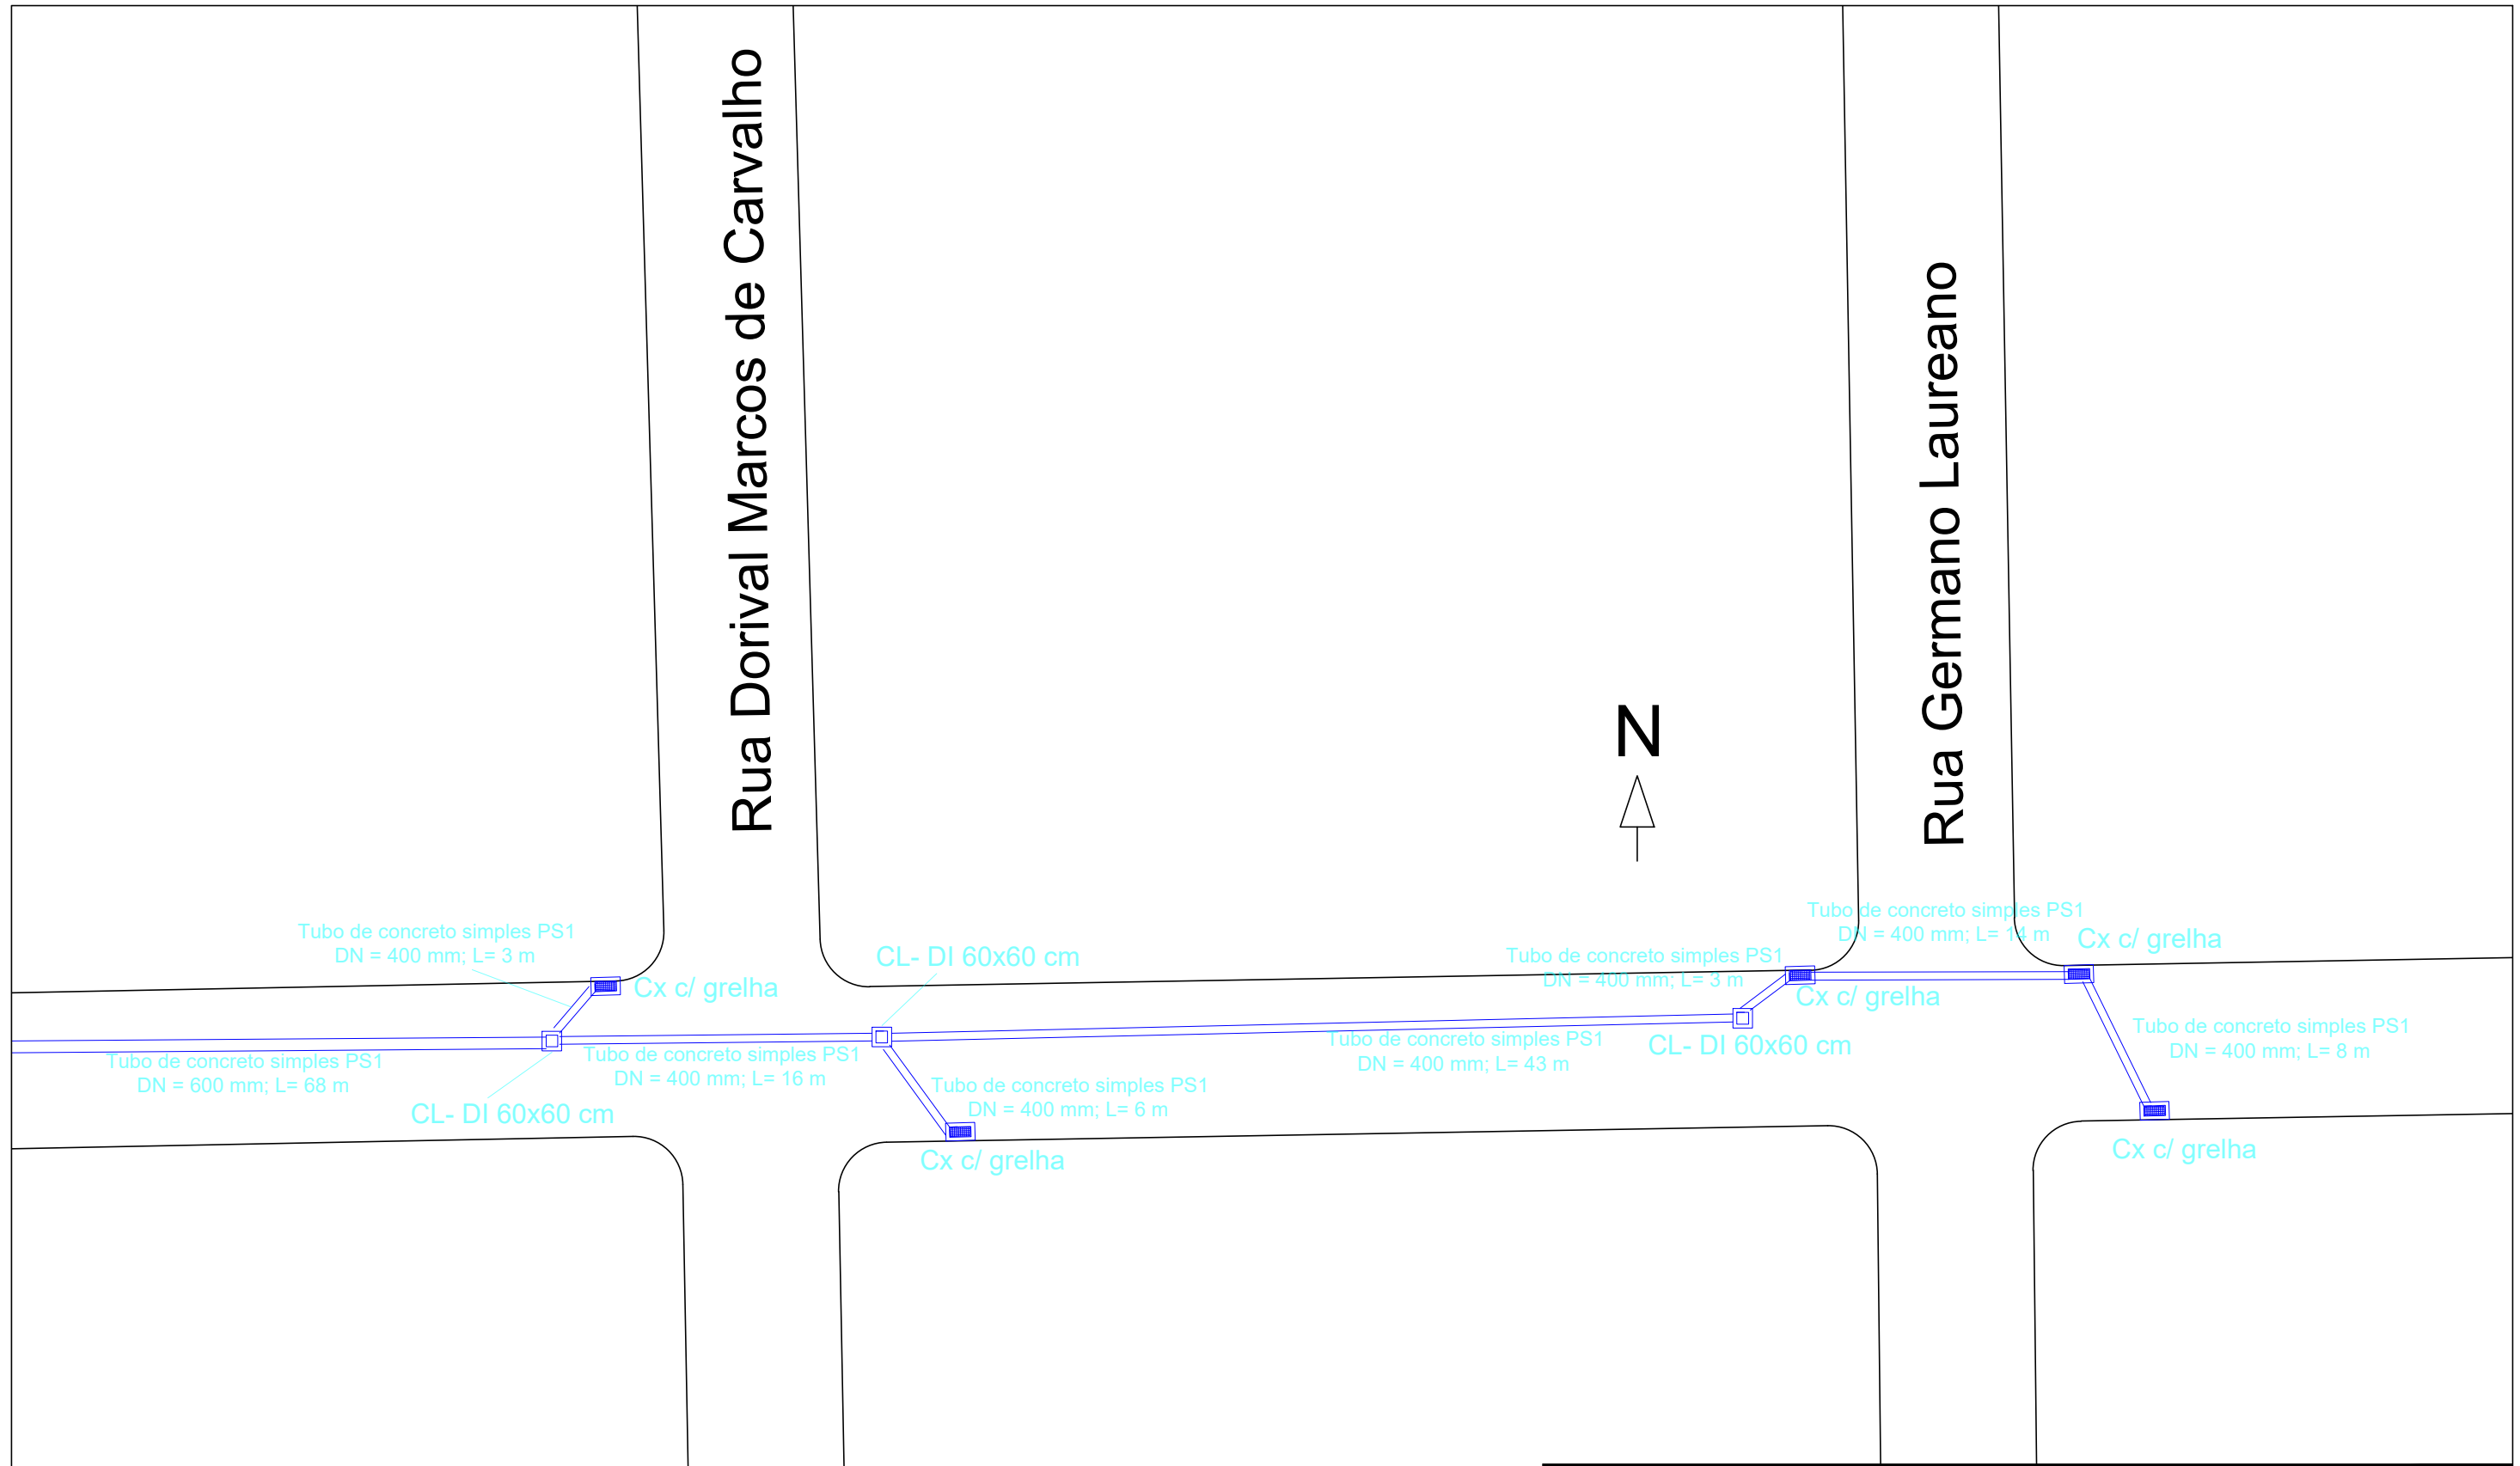 Rua Dorival Marcos de Carvalho
Rua Germano Laureano
N
Tubo de concreto simples PS1
DN = 400 mm; L= 3 m
Cx c/ grelha
CL- DI 60x60 cm
Tubo de concreto simples PS1
DN = 400 mm; L= 3 m
Tubo de concreto simples PS1
DN = 400 mm; L= 14 m
Cx c/ grelha
Cx c/ grelha
Tubo de concreto simples PS1
DN = 600 mm; L= 68 m
CL- DI 60x60 cm
Tubo de concreto simples PS1
DN = 400 mm; L= 16 m
Tubo de concreto simples PS1
DN = 400 mm; L= 6 m
Cx c/ grelha
Tubo de concreto simples PS1
DN = 400 mm; L= 43 m
CL- DI 60x60 cm
Tubo de concreto simples PS1
DN = 400 mm; L= 8 m
Cx c/ grelha